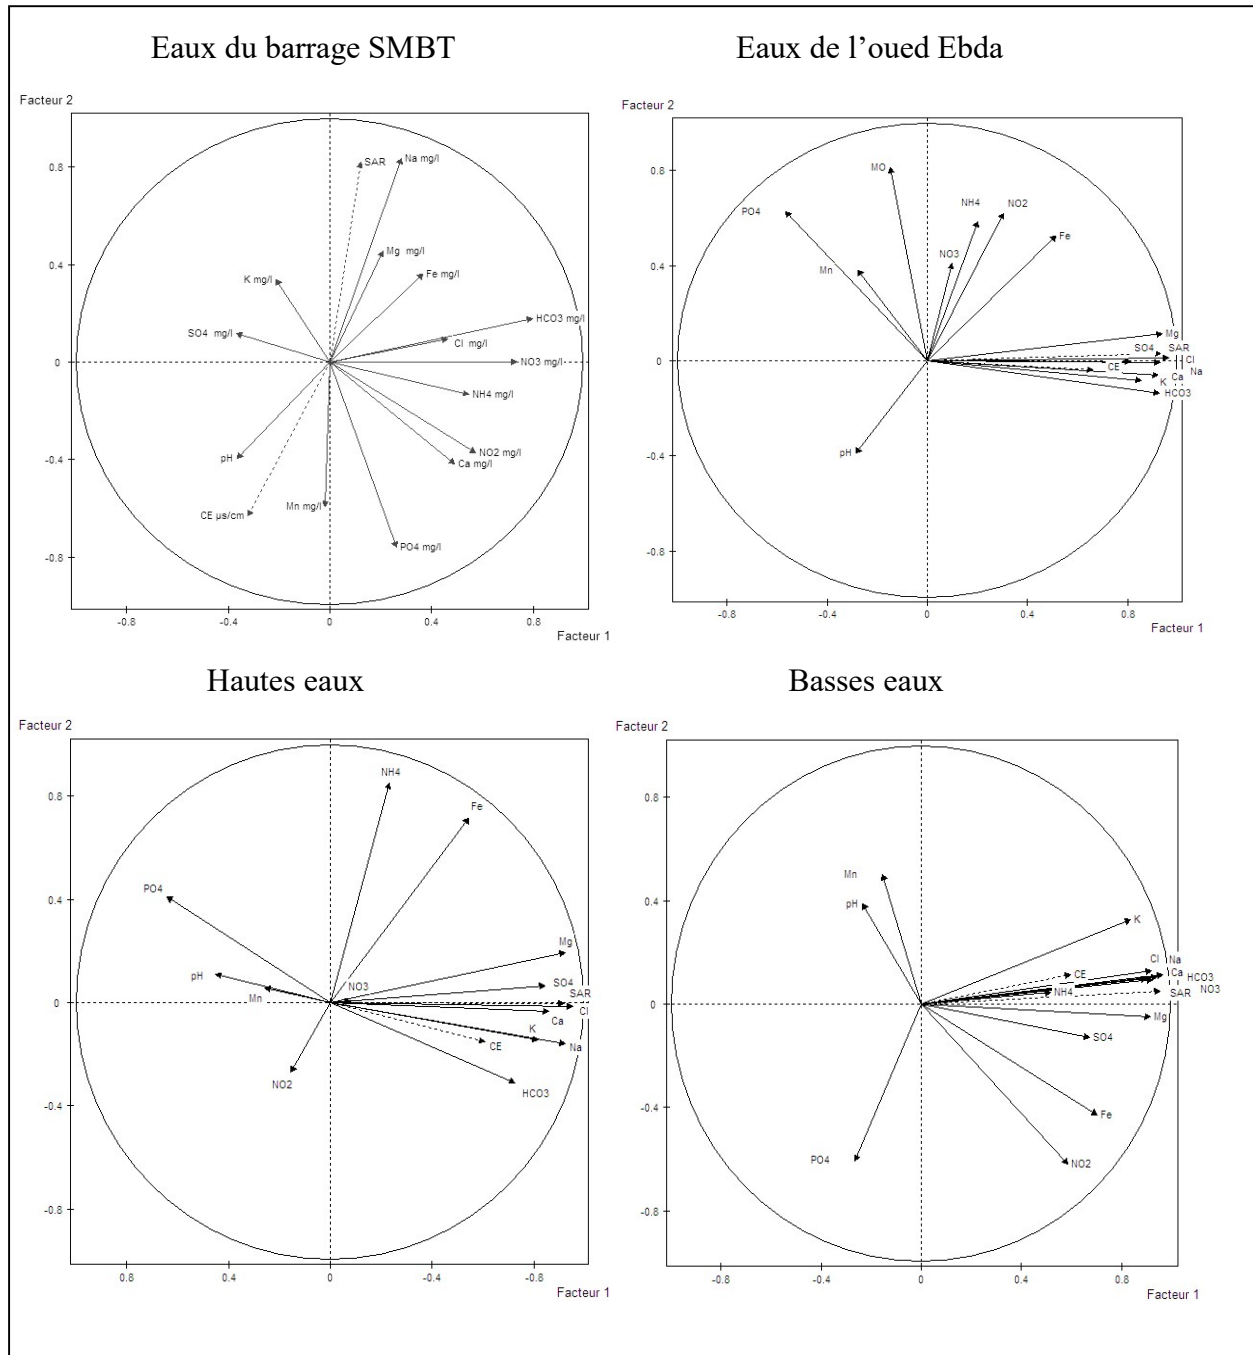 Eaux du barrage SMBT
Eaux de l'oued Ebda
Facteur 2
0.8
0.4
0
-0.4
-0.8
-0.8
-0.4
0
0.4
0.8
Facteur 1
SAR
Na mg/l
Mg mg/l
Fe mg/l
K mg/l
HCO3 mg/l
SO4 mg/l
Cl mg/l
NO3 mg/l
NH4 mg/l
NO2 mg/l
Ca mg/l
pH
CE µs/cm
Mn mg/l
PO4 mg/l
Facteur 2
0.8
0.4
0
-0.4
-0.8
-0.8
-0.4
0
0.4
0.8
Facteur 1
MO
PO4
NH4
NO2
Fe
NO3
Mn
Mg
SO4
SAR
Cl
CE
Na
Ca
K
HCO3
pH
Hautes eaux
Basses eaux
Facteur 2
0.8
0.4
0
-0.4
-0.8
0.8
0.4
0
-0.4
-0.8
Facteur 1
NH4
Fe
PO4
Mg
pH
Mn
NO3
SO4
SAR
Cl
Ca
K
CE
Na
NO2
HCO3
Facteur 2
0.8
0.4
0
-0.4
-0.8
-0.8
-0.4
0
0.4
0.8
Facteur 1
Mn
pH
K
Cl
Na
CE
Ca
HCO3
NH4
SAR
NO3
Mg
SO4
Fe
PO4
NO2